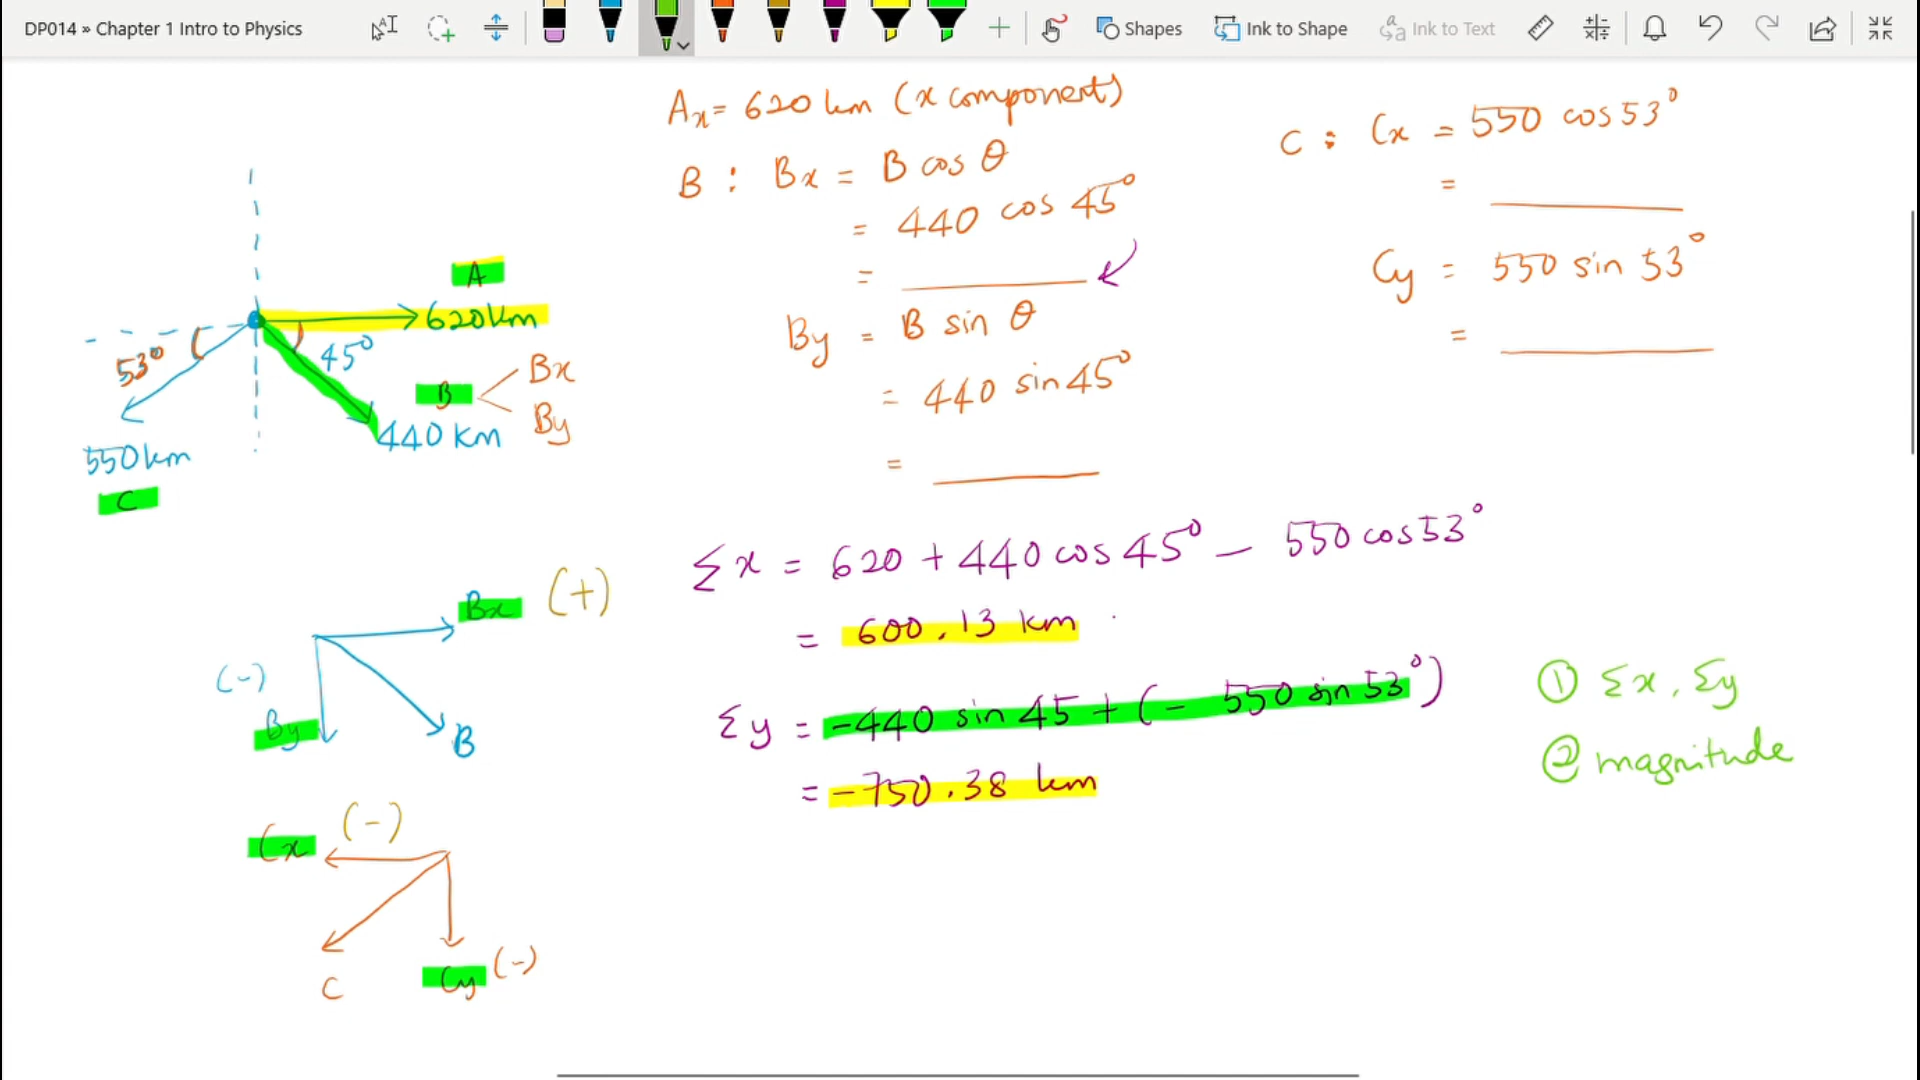 DP014 » Chapter 1 Intro to Physics
Shapes
Ink to Shape
Ink to Text
A
620km
45°
53°
B
Bx
By
440 km
550km
C
Ax = 620 km (x component)
B : Bx = B cos θ
= 440 cos 45°
=
By = B sin θ
= 440 sin 45°
=
C : Cx = 550 cos 53°
=
Cy = 550 sin 53°
=
Σx = 620 + 440 cos 45° - 550 cos 53°
= 600.13 km
Σy = -440 sin 45 + (- 550 sin 53°)
= -750.38 km
① Σx, Σy
② magnitude
Bx (+)
(-)
By
B
Cx (-)
C
Cy (-)